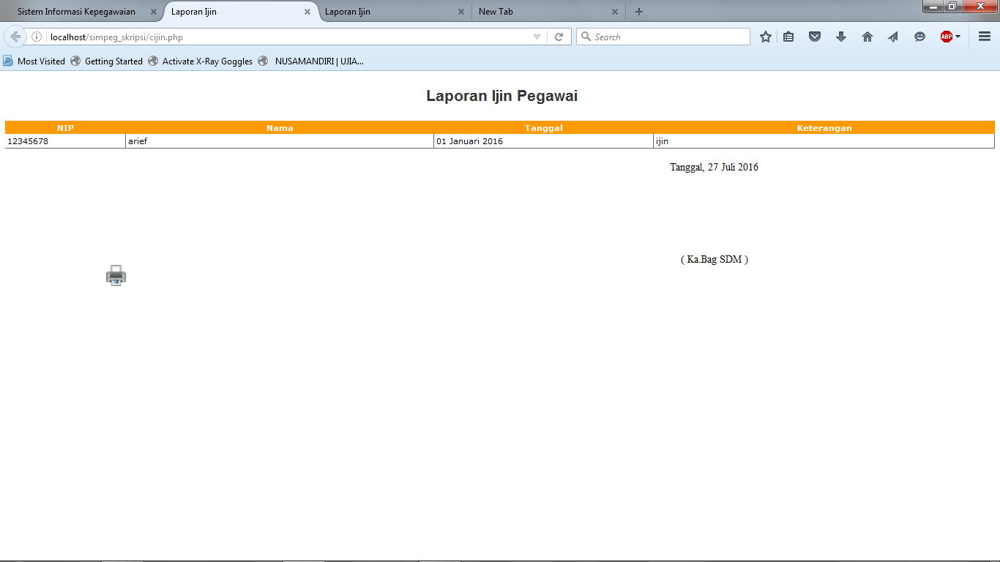 Sistem Informasi Kepegawaian
Laporan Ijin
Laporan Ijin
New Tab
localhost/simpeg_skripsi/cijin.php
Search
ABP
Most Visited
Getting Started
Activate X-Ray Goggles
NUSAMANDIRI | UJIA...
Laporan Ijin Pegawai
NIP Nama Tanggal Keterangan
12345678 arief 01 Januari 2016 ijin
Tanggal, 27 Juli 2016
( Ka.Bag SDM )